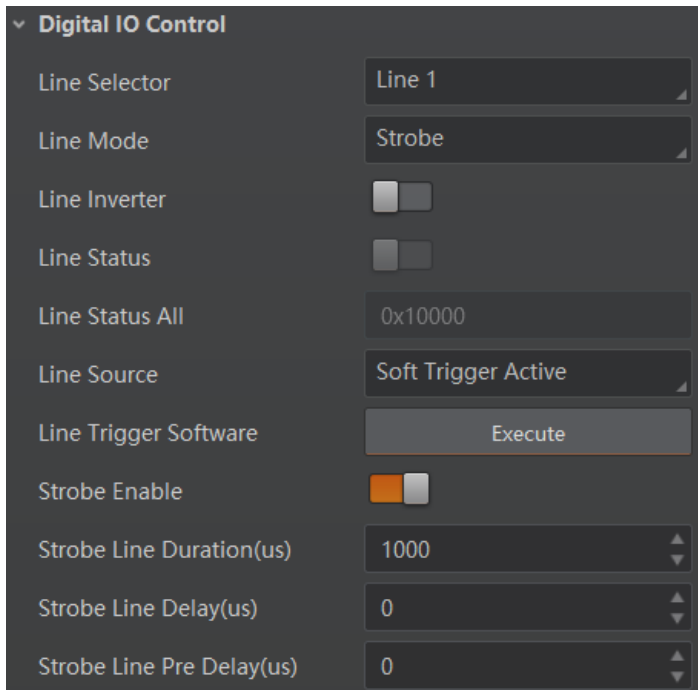 Digital IO Control
Line Selector Line 1
Line Mode Strobe
Line Inverter
Line Status
Line Status All 0x10000
Line Source Soft Trigger Active
Line Trigger Software Execute
Strobe Enable
Strobe Line Duration(us) 1000
Strobe Line Delay(us) 0
Strobe Line Pre Delay(us) 0